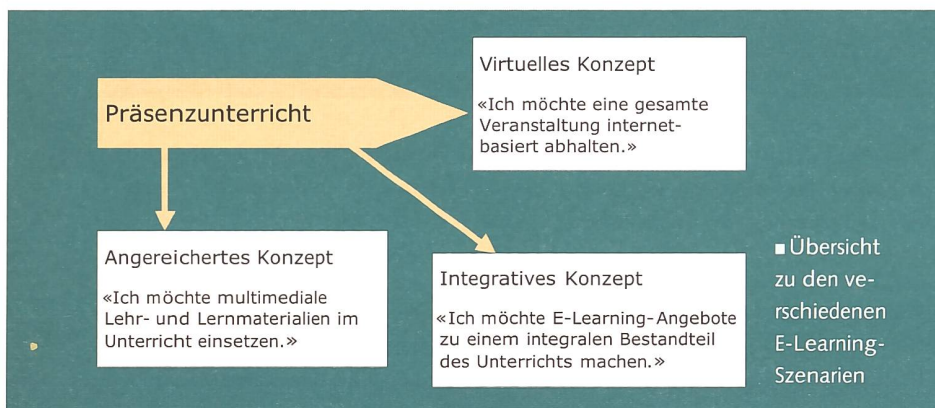 Präsenzunterricht
Virtuelles Konzept
«Ich möchte eine gesamte
Veranstaltung internet-
basiert abhalten.»
Angereichertes Konzept
«Ich möchte multimediale
Lehr- und Lernmaterialien im
Unterricht einsetzen.»
Integratives Konzept
«Ich möchte E-Learning-Angebote
zu einem integralen Bestandteil
des Unterrichts machen.»
■ Übersicht
zu den ve-
rschiedenen
E-Learning-
Szenarien